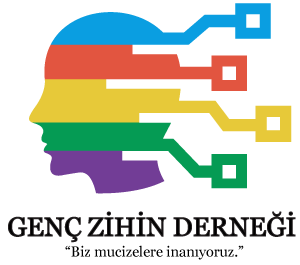 GENÇ ZİHİN DERNEĞİ
“Biz mucizelere inanıyoruz.”